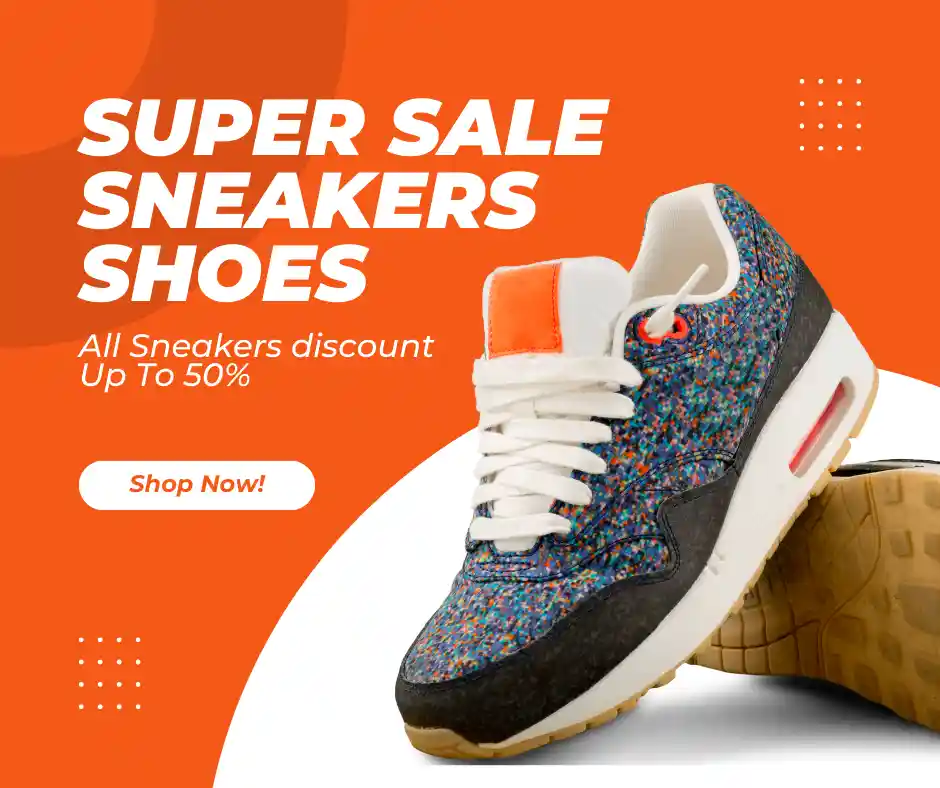 SUPER SALE
SNEAKERS
SHOES
All Sneakers discount
Up To 50%
Shop Now!